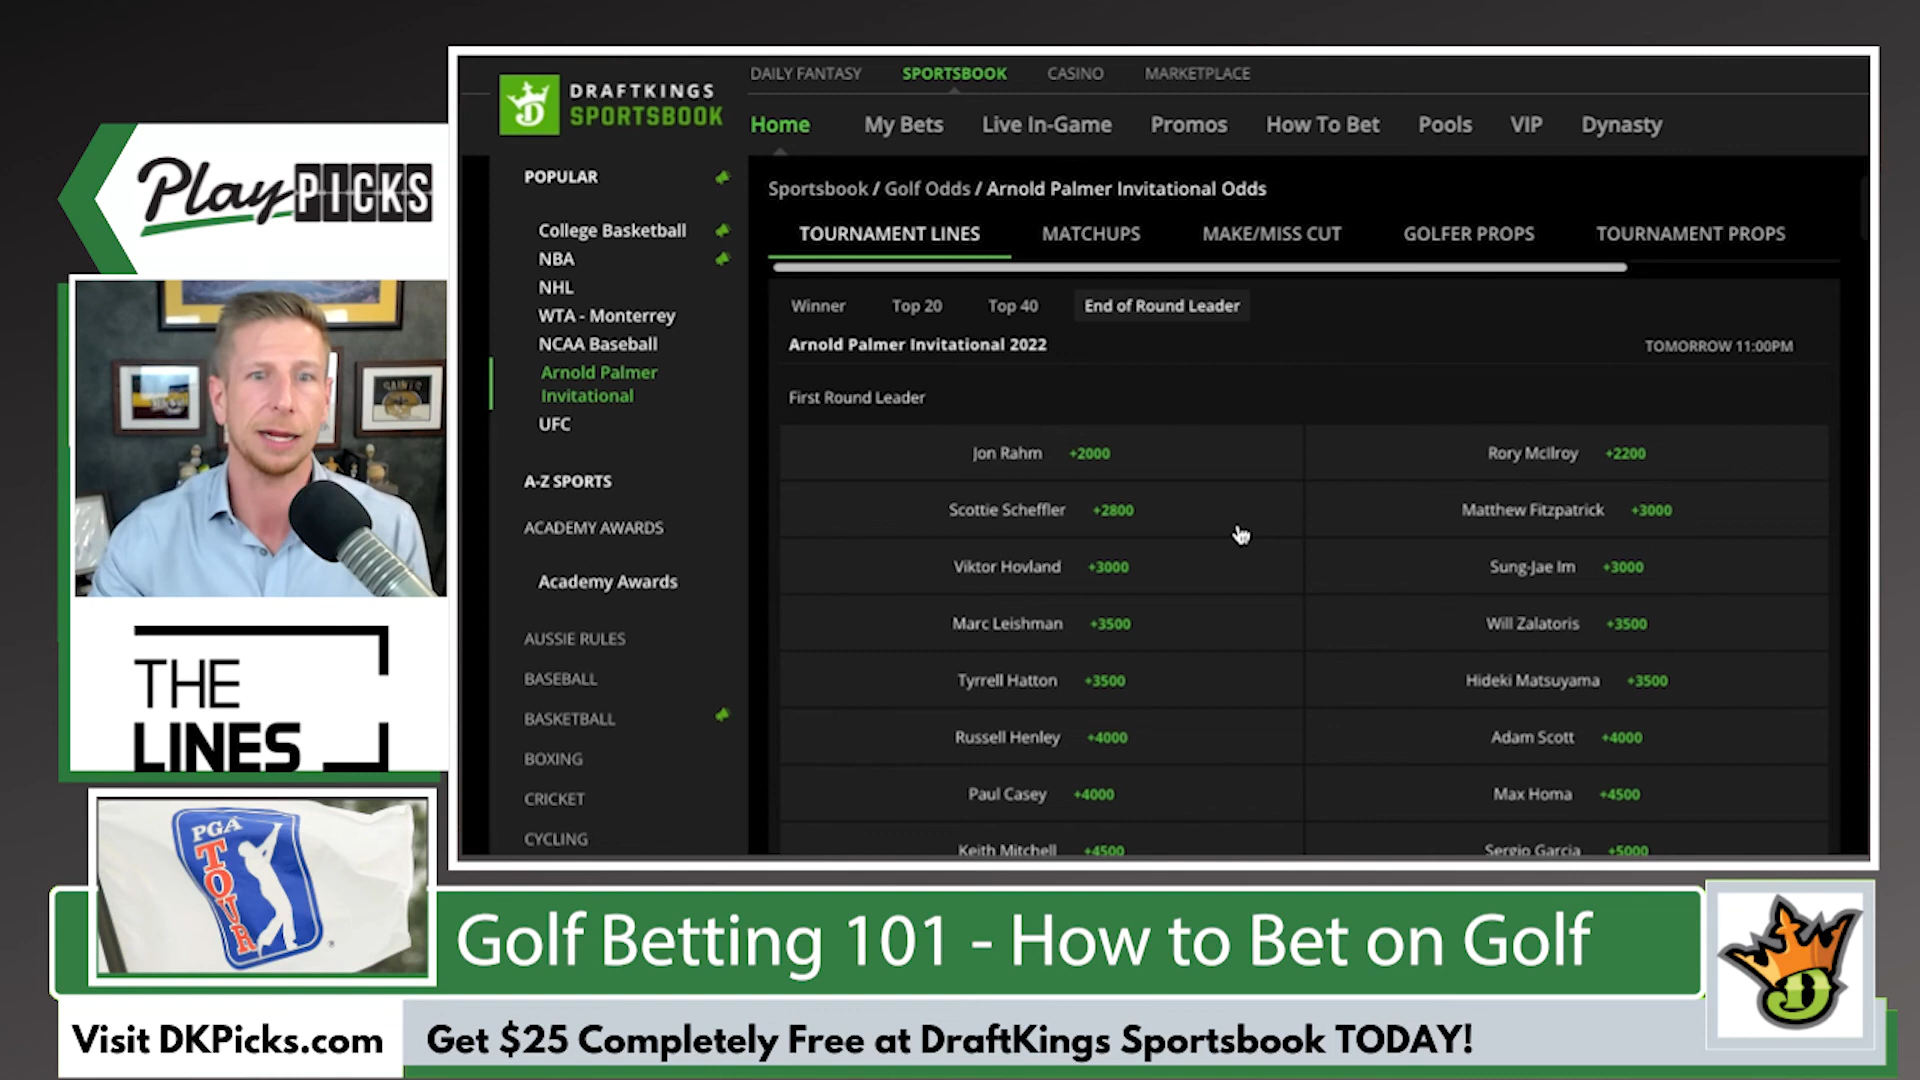 PlayPICKS
THE
LINES
PGA
TOUR
DRAFTKINGS
SPORTSBOOK
DAILY FANTASY
SPORTSBOOK
CASINO
MARKETPLACE
Home
My Bets
Live In-Game
Promos
How To Bet
Pools
VIP
Dynasty
POPULAR
College Basketball
NBA
NHL
WTA - Monterrey
NCAA Baseball
Arnold Palmer
Invitational
UFC
A-Z SPORTS
ACADEMY AWARDS
Academy Awards
AUSSIE RULES
BASEBALL
BASKETBALL
BOXING
CRICKET
CYCLING
Sportsbook / Golf Odds / Arnold Palmer Invitational Odds
TOURNAMENT LINES
MATCHUPS
MAKE/MISS CUT
GOLFER PROPS
TOURNAMENT PROPS
Winner
Top 20
Top 40
End of Round Leader
Arnold Palmer Invitational 2022
TOMORROW 11:00PM
First Round Leader
Jon Rahm +2000
Rory McIlroy +2200
Scottie Scheffler +2800
Matthew Fitzpatrick +3000
Viktor Hovland +3000
Sung-Jae Im +3000
Marc Leishman +3500
Will Zalatoris +3500
Tyrrell Hatton +3500
Hideki Matsuyama +3500
Russell Henley +4000
Adam Scott +4000
Paul Casey +4000
Max Homa +4500
Keith Mitchell +4500
Sergio Garcia +5000
SAINTS
Golf Betting 101 - How to Bet on Golf
D
Visit DKPicks.com
Get $25 Completely Free at DraftKings Sportsbook TODAY!